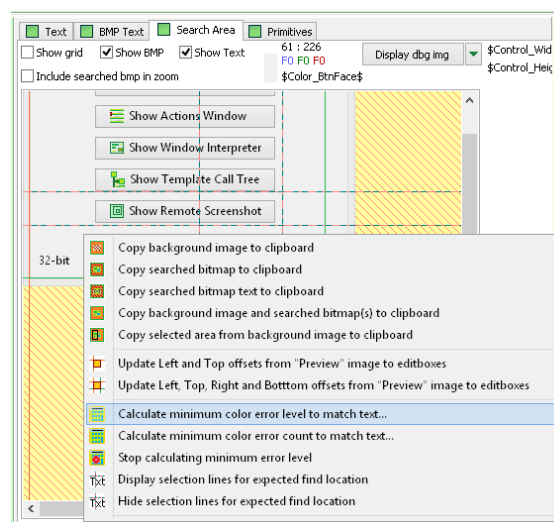 Text BMP Text Search Area Primitives
Show grid Show BMP Show Text 61 : 226 Display dbg img $Control_Wid
F0 F0 F0 $Control_Heig
Include searched bmp in zoom $Color_BtnFace$
Show Actions Window
Show Window Interpreter
Show Template Call Tree
Show Remote Screenshot
32-bit
Copy background image to clipboard
Copy searched bitmap to clipboard
Copy searched bitmap text to clipboard
Copy background image and searched bitmap(s) to clipboard
Copy selected area from background image to clipboard
Update Left and Top offsets from "Preview" image to editboxes
Update Left, Top, Right and Botttom offsets from "Preview" image to editboxes
Calculate minimum color error level to match text...
Calculate minimum color error count to match text...
Stop calculating minimum error level
Txt Display selection lines for expected find location
Txt Hide selection lines for expected find location